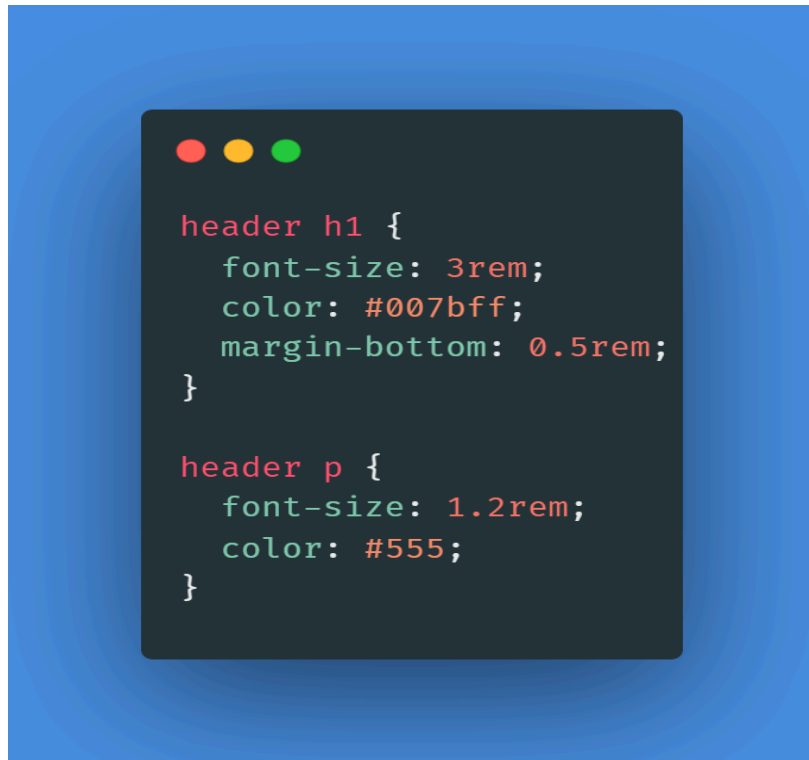 header h1 {
  font-size: 3rem;
  color: #007bff;
  margin-bottom: 0.5rem;
}

header p {
  font-size: 1.2rem;
  color: #555;
}